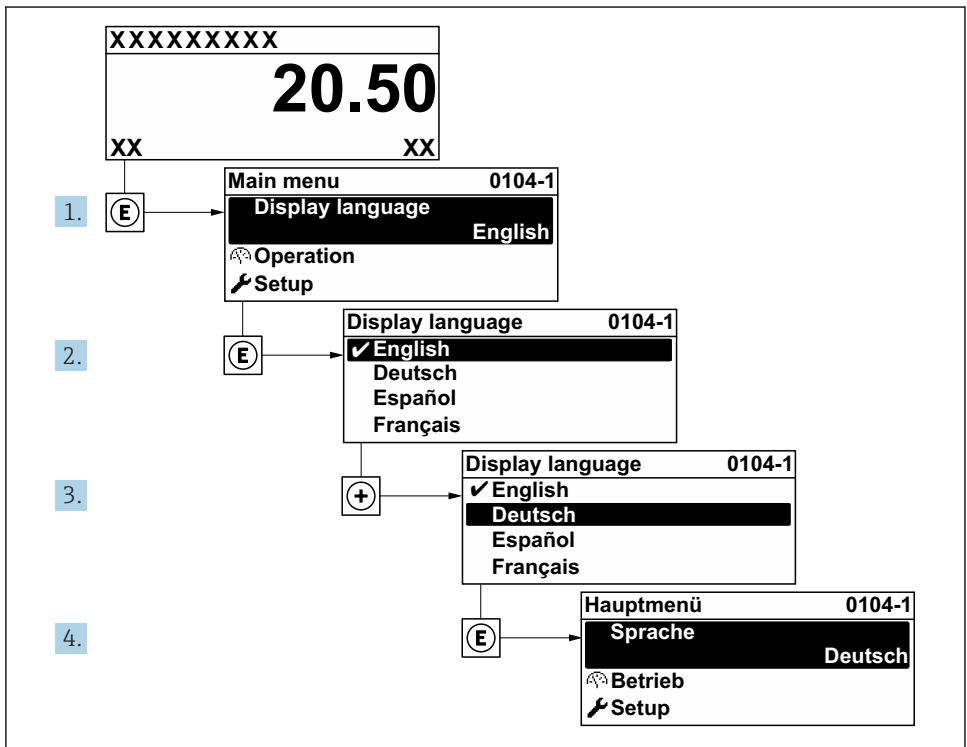 XXXXXXXXX
20.50
XX XX
1.
E
Main menu 0104-1
Display language
English
Operation
Setup
2.
E
Display language 0104-1
✔English
Deutsch
Español
Français
3.
+
Display language 0104-1
✔English
Deutsch
Español
Français
4.
E
Hauptmenü 0104-1
Sprache
Deutsch
Betrieb
Setup